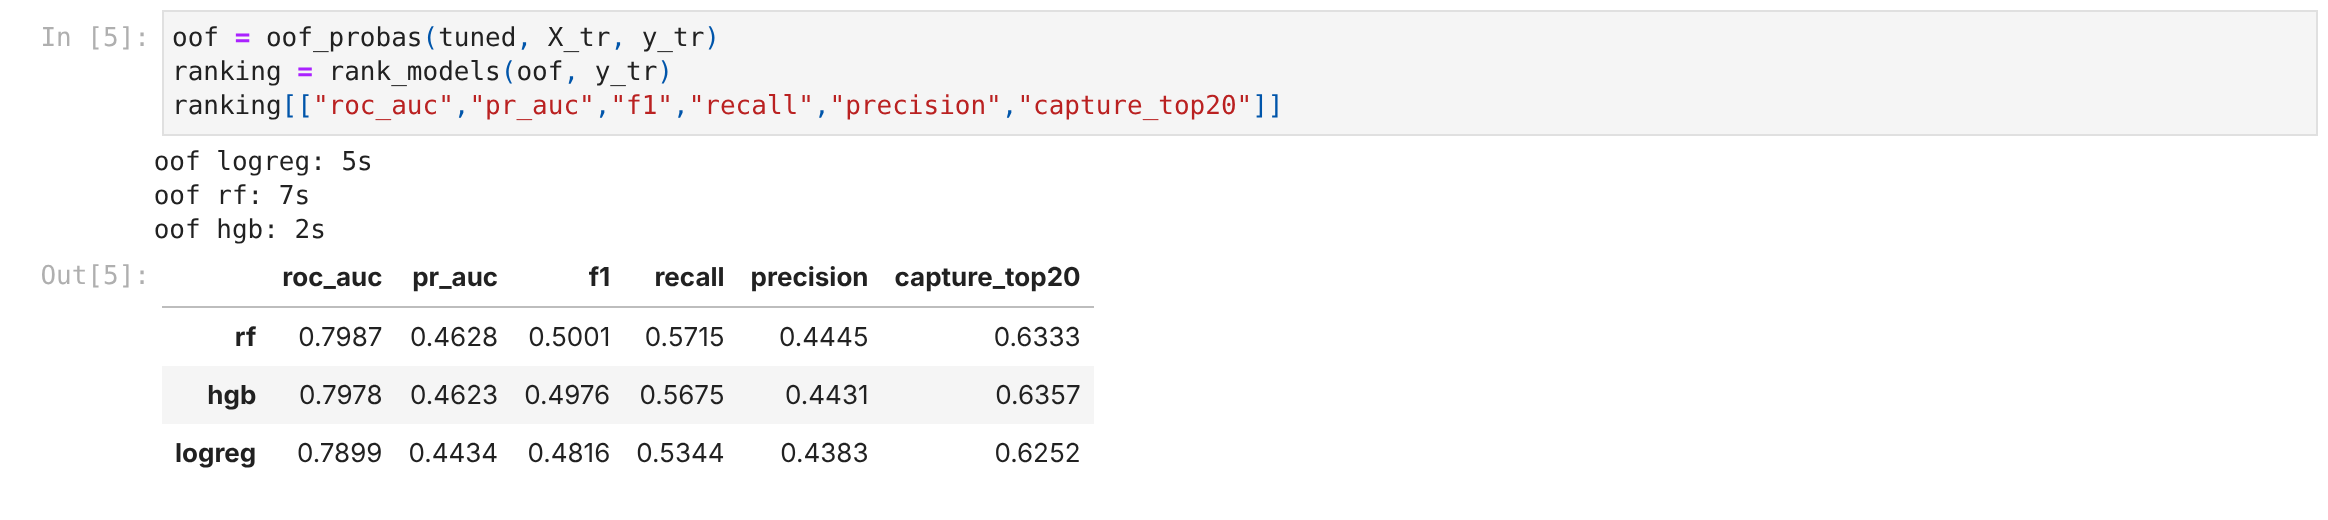 In [5]: oof = oof_probas(tuned, X_tr, y_tr)
ranking = rank_models(oof, y_tr)
ranking[["roc_auc","pr_auc","f1","recall","precision","capture_top20"]]
oof logreg: 5s
oof rf: 7s
oof hgb: 2s
Out[5]: roc_auc pr_auc f1 recall precision capture_top20
rf 0.7987 0.4628 0.5001 0.5715 0.4445 0.6333
hgb 0.7978 0.4623 0.4976 0.5675 0.4431 0.6357
logreg 0.7899 0.4434 0.4816 0.5344 0.4383 0.6252